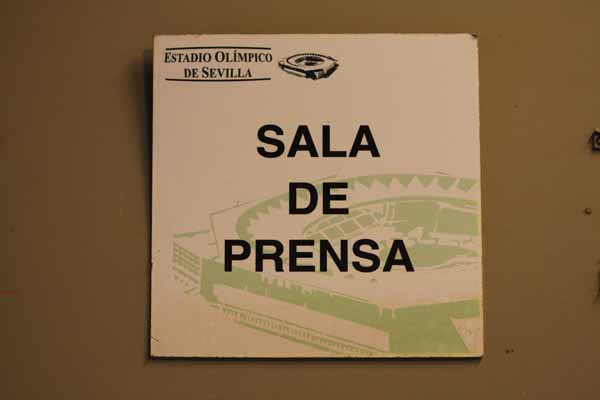 ESTADIO OLÍMPICO
DE SEVILLA
SALA
DE
PRENSA